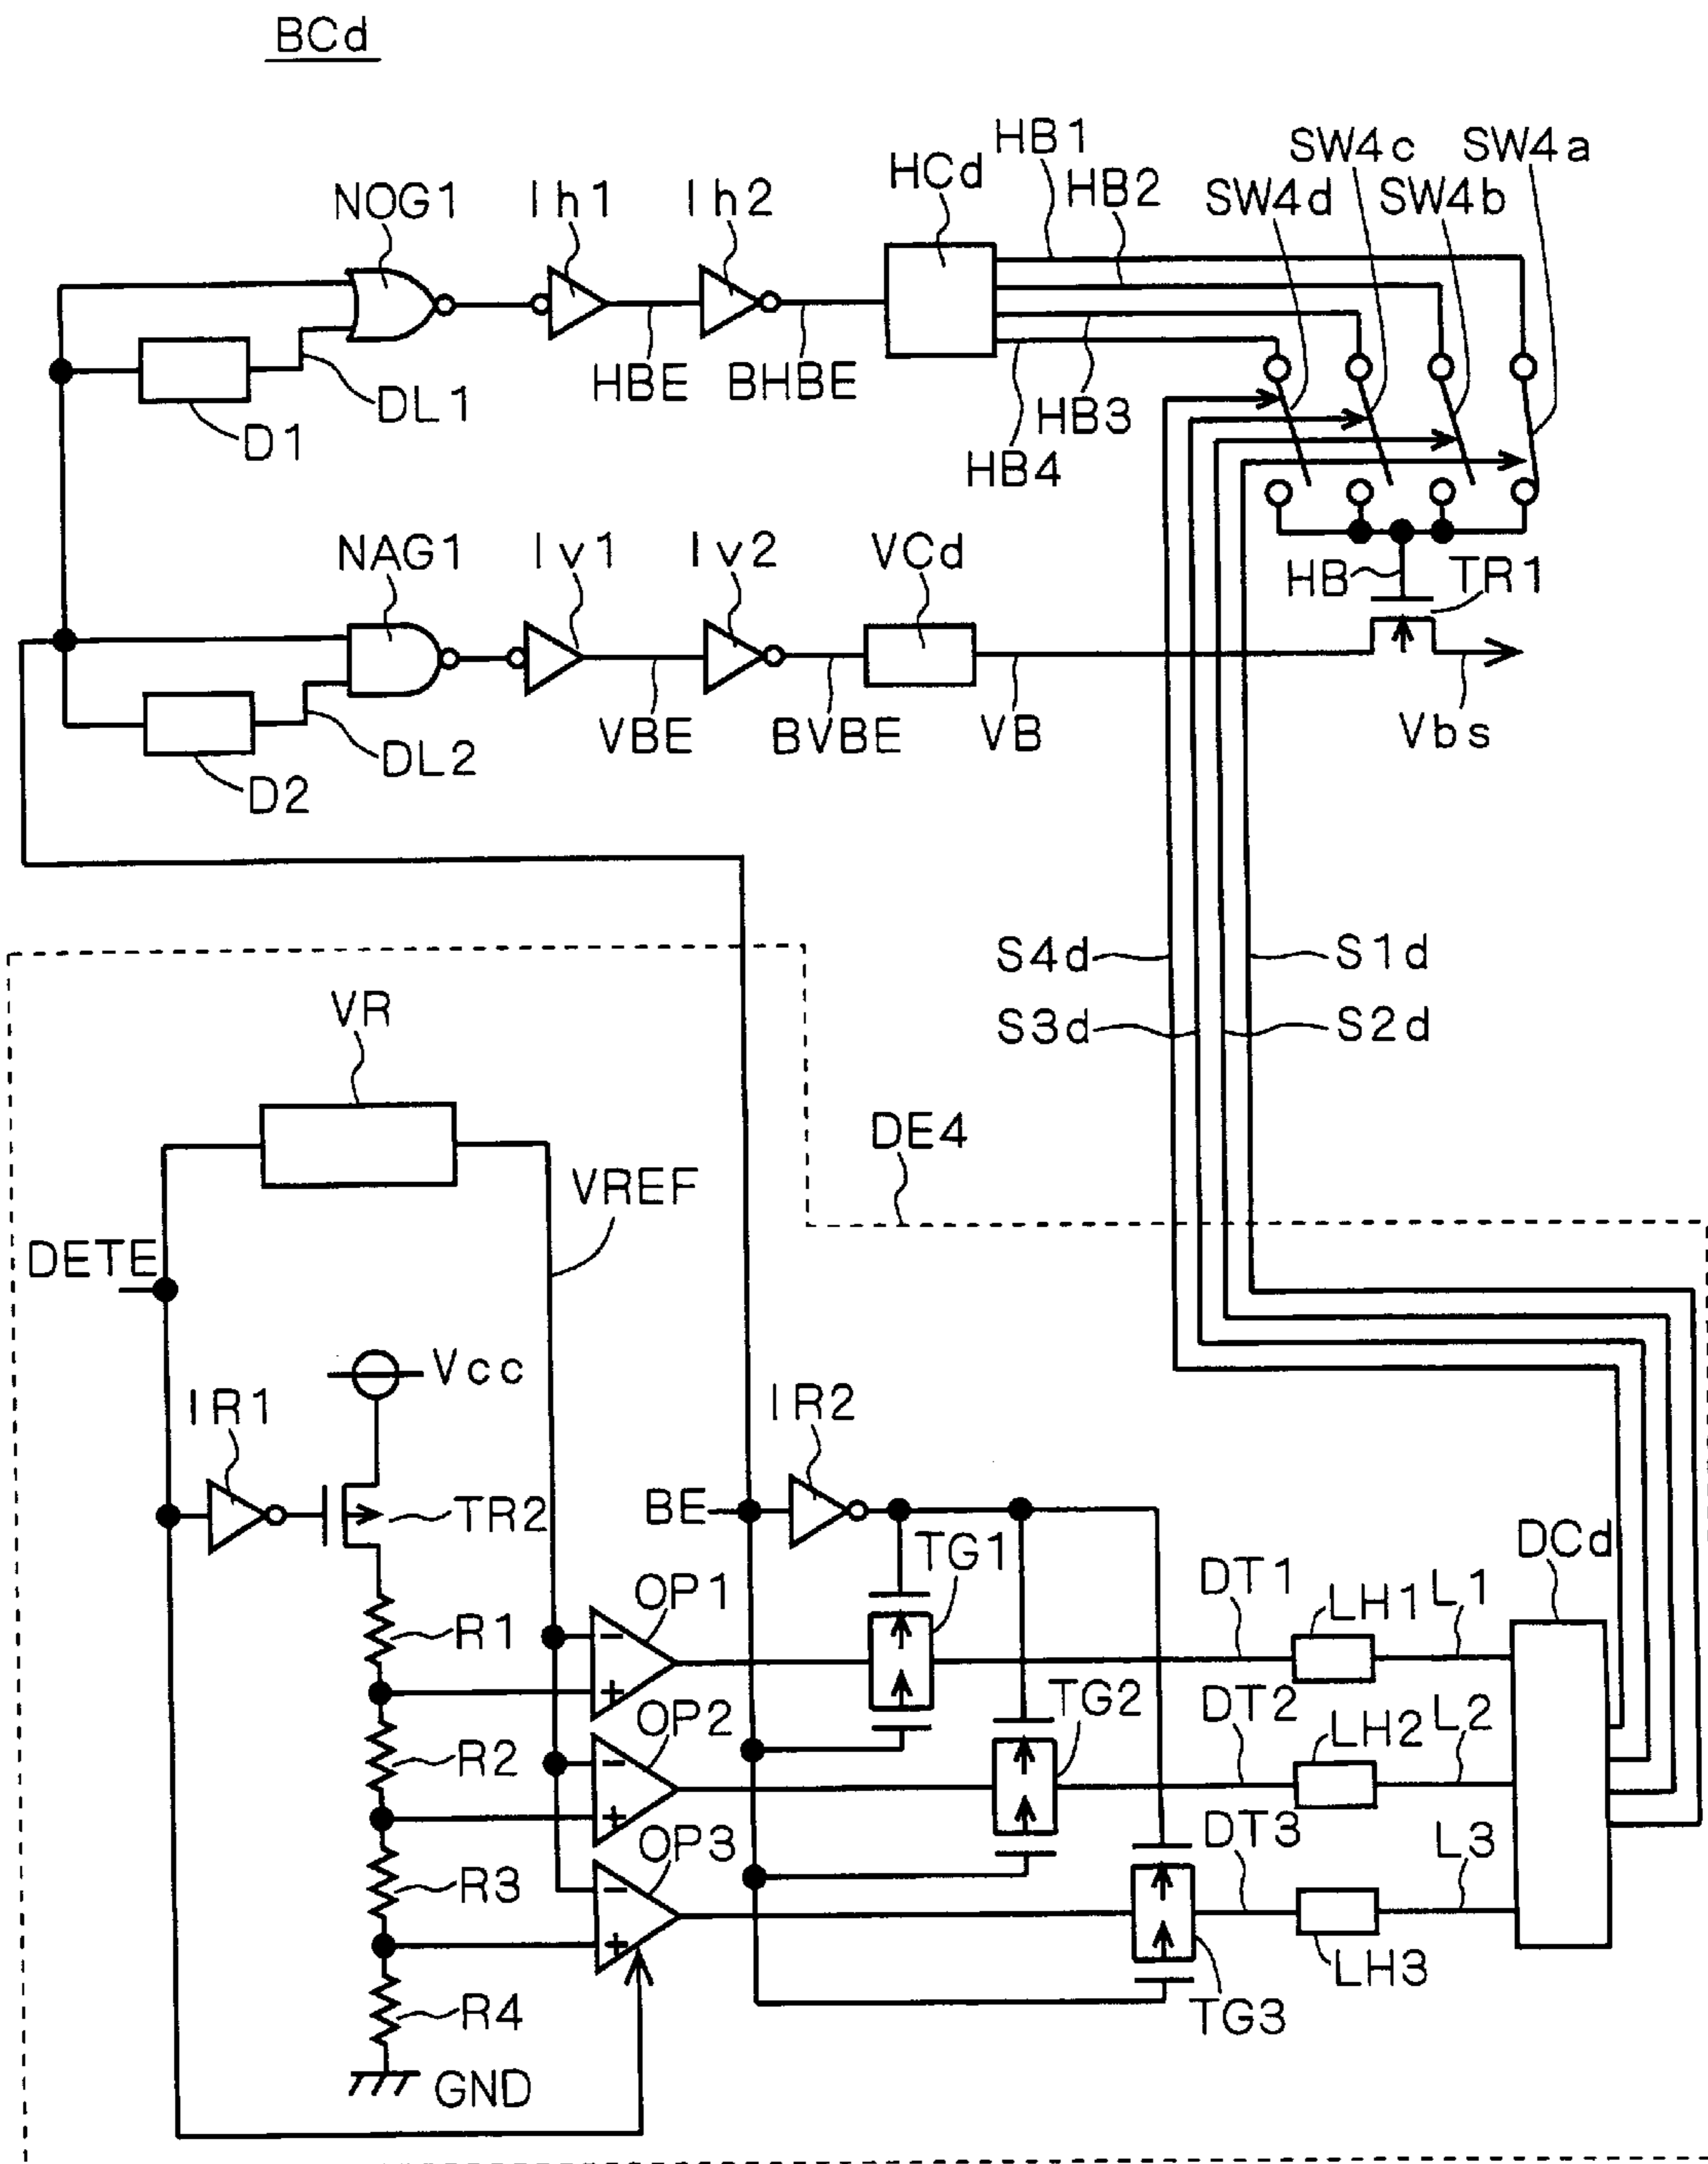 BCd
HB1
SW4c
SW4a
HCd
HB2
SW4d
SW4b
NOG1
Ih1
Ih2
HBE
BHBE
DL1
D1
HB3
HB4
NAG1
Iv1
Iv2
VCd
HB
TR1
VBE
BVBE
VB
Vbs
DL2
D2
S4d
S1d
S3d
S2d
VR
DE4
VREF
DETE
Vcc
IR1
IR2
TR2
BE
TG1
DCd
OP1
DT1
LH1
L1
R1
-
+
TG2
OP2
DT2
LH2
L2
R2
-
+
OP3
DT3
L3
R3
-
+
LH3
R4
TG3
GND